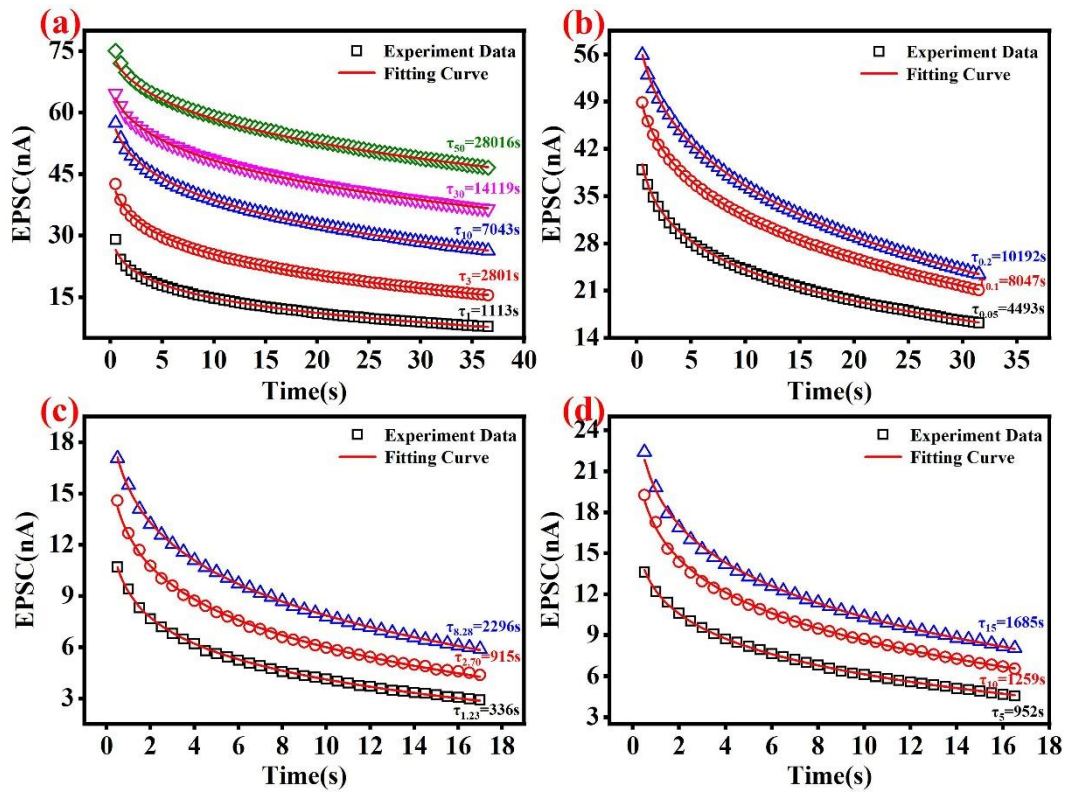 (a)
75
60
45
30
15
EPSC(nA)
Experiment Data
Fitting Curve
τ50=28016s
τ30=14119s
τ10=7043s
τ3=2801s
τ1=1113s
0 5 10 15 20 25 30 35 40
Time(s)
(b)
56
49
42
35
28
21
14
EPSC(nA)
Experiment Data
Fitting Curve
τ0.2=10192s
τ0.1=8047s
τ0.05=4493s
0 5 10 15 20 25 30 35
Time(s)
(c)
18
15
12
9
6
3
EPSC(nA)
Experiment Data
Fitting Curve
τ8.28=2296s
τ2.70=915s
τ1.23=336s
0 2 4 6 8 10 12 14 16 18
Time(s)
(d)
24
21
18
15
12
9
6
3
EPSC(nA)
Experiment Data
Fitting Curve
τ15=1685s
τ10=1259s
τ5=952s
0 2 4 6 8 10 12 14 16 18
Time(s)